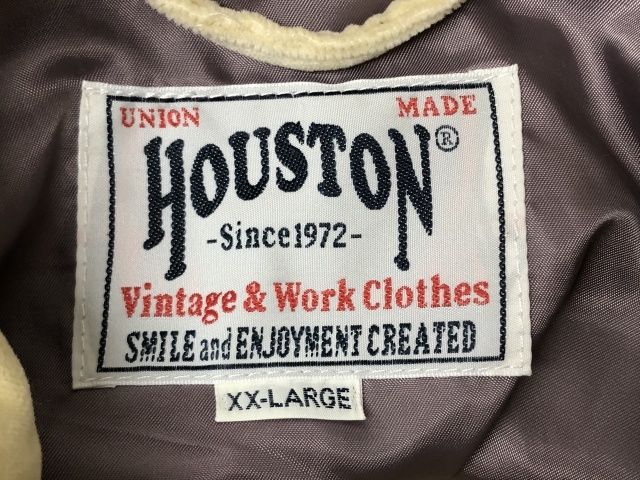 UNION MADE
HOUSTON®
-Since1972-
Vintage & Work Clothes
SMILE and ENJOYMENT CREATED
XX-LARGE